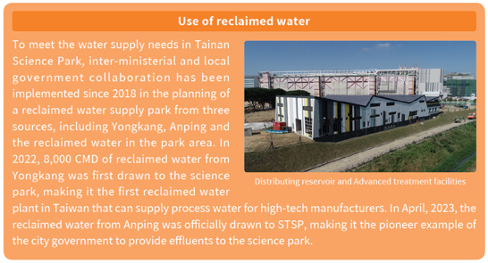 Use of reclaimed water
To meet the water supply needs in Tainan
Science Park, inter-ministerial and local
government collaboration has been
implemented since 2018 in the planning of
a reclaimed water supply park from three
sources, including Yongkang, Anping and
the reclaimed water in the park area. In
2022, 8,000 CMD of reclaimed water from
Yongkang was first drawn to the science
park, making it the first reclaimed water
plant in Taiwan that can supply process water for high-tech manufacturers. In April, 2023, the
reclaimed water from Anping was officially drawn to STSP, making it the pioneer example of
the city government to provide effluents to the science park.
Distributing reservoir and Advanced treatment facilities